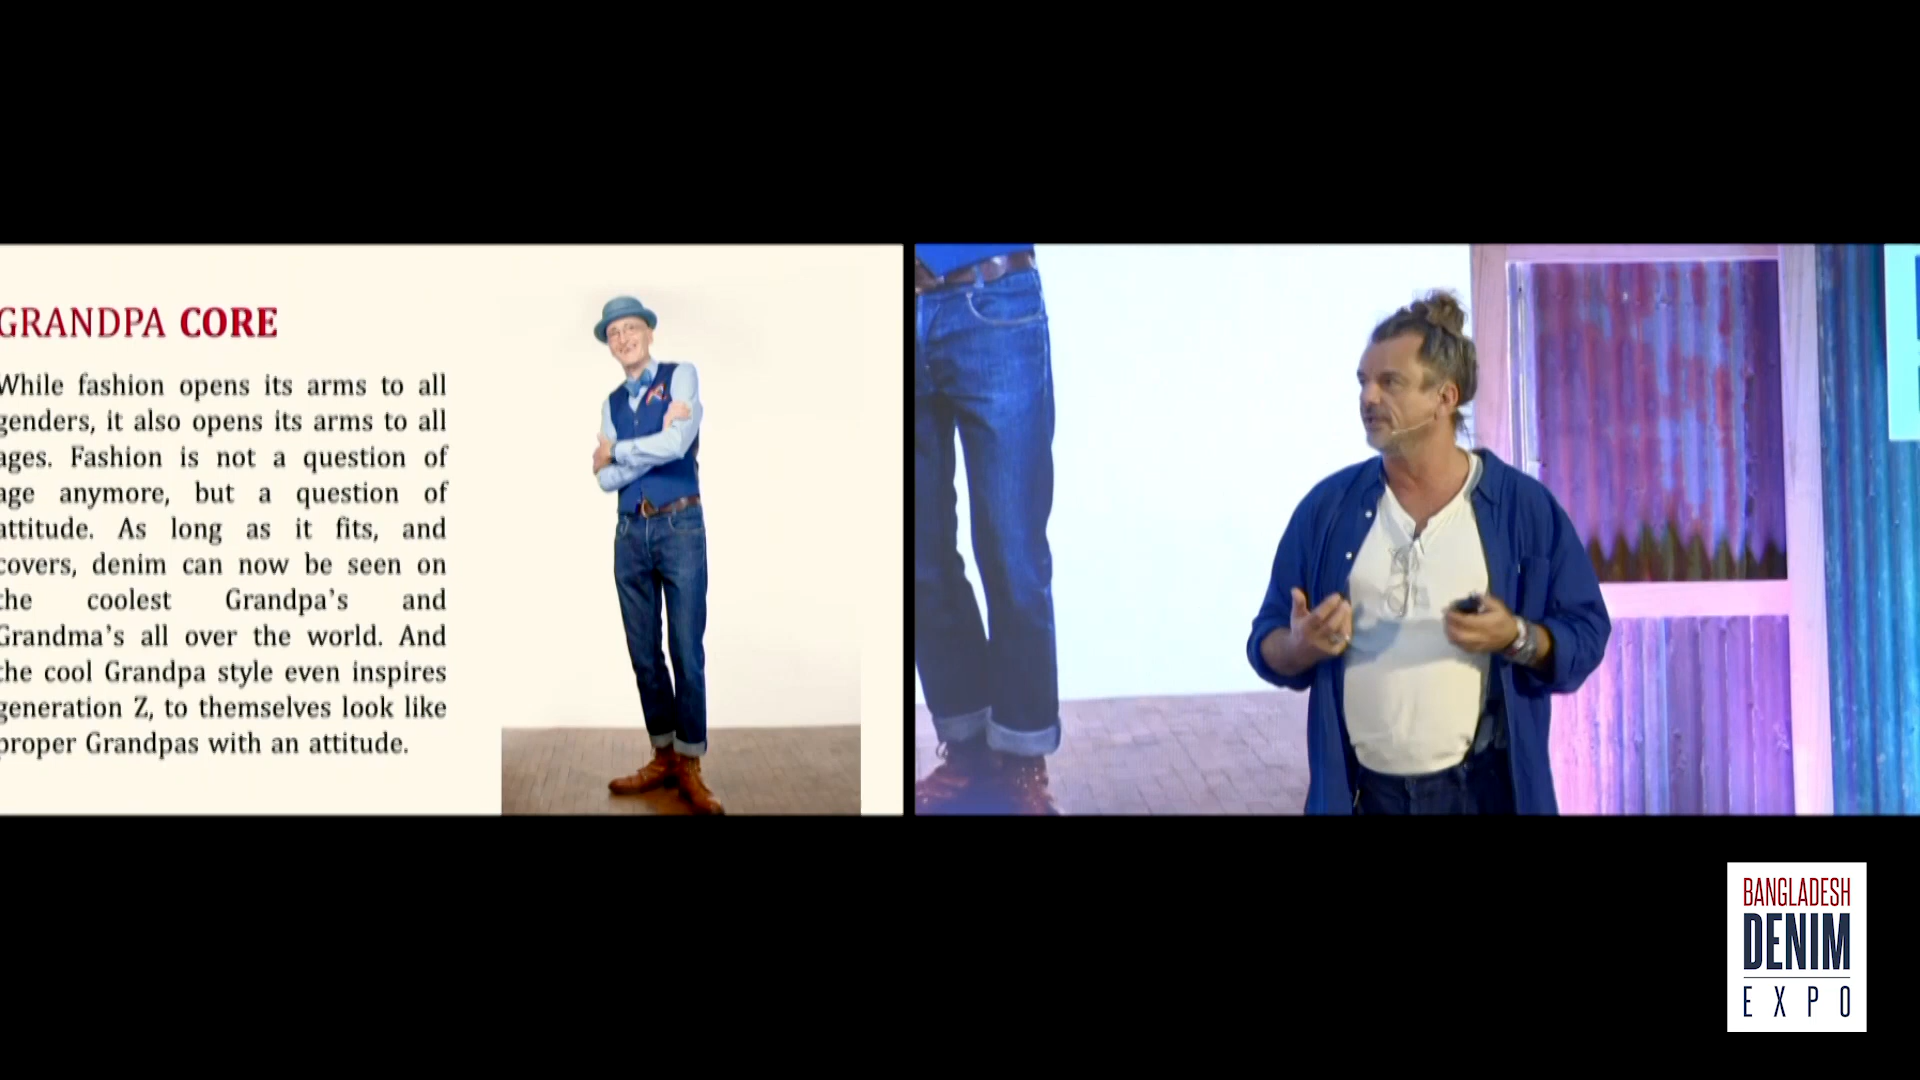 GRANDPA CORE
While fashion opens its arms to all
genders, it also opens its arms to all
ages. Fashion is not a question of
age anymore, but a question of
attitude. As long as it fits, and
covers, denim can now be seen on
the coolest Grandpa's and
Grandma's all over the world. And
the cool Grandpa style even inspires
generation Z, to themselves look like
proper Grandpas with an attitude.
BANGLADESH
DENIM
EXPO